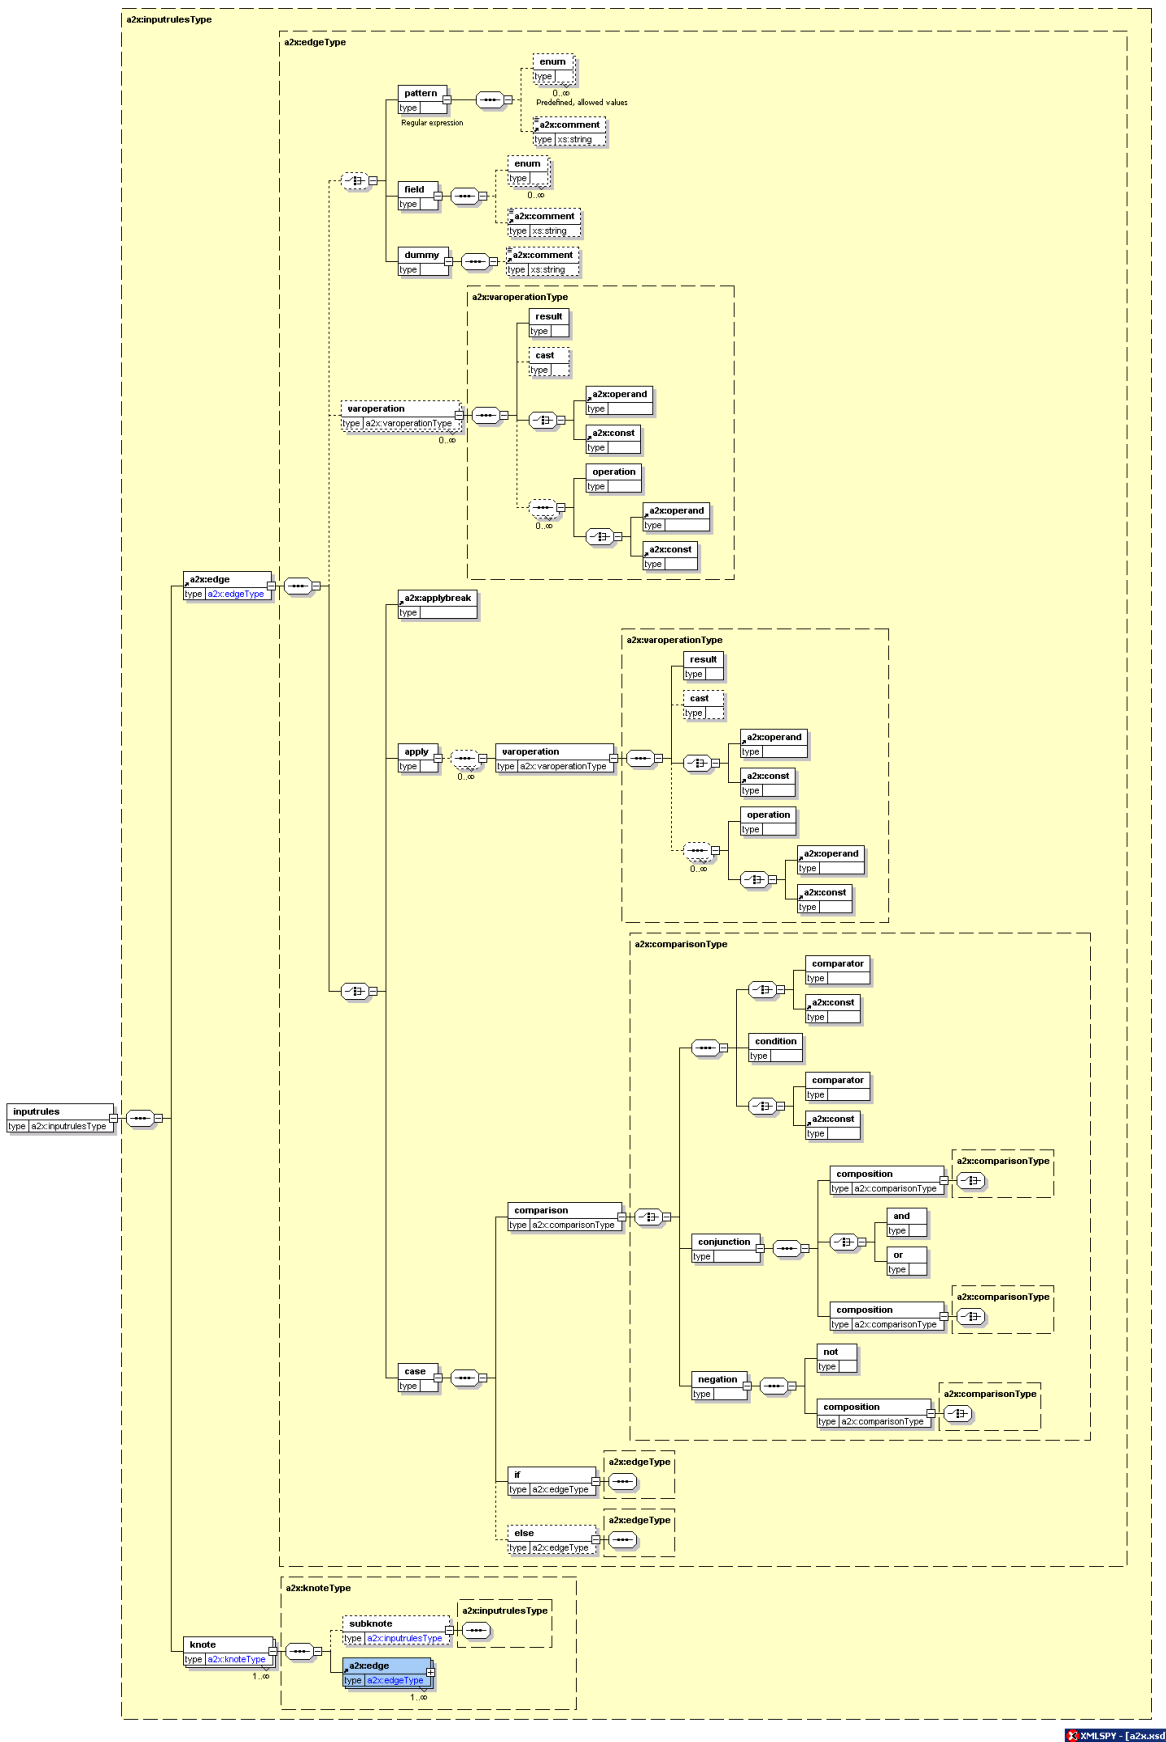 a2x:inputrulesType
a2x:edgeType
enum
type
0..∞
Predefined, allowed values
pattern
type
Regular expression
a2x:comment
type xs:string
enum
type
0..∞
field
type
a2x:comment
type xs:string
dummy
type
a2x:comment
type xs:string
a2x:varoperationType
result
type
cast
type
a2x:operand
type
varoperation
type a2x:varoperationType
0..∞
a2x:const
type
operation
type
0..∞
a2x:operand
type
a2x:const
type
a2x:edge
type a2x:edgeType
a2x:applybreak
type
a2x:varoperationType
result
type
cast
type
a2x:operand
type
apply
type
0..∞
varoperation
type a2x:varoperationType
a2x:const
type
operation
type
0..∞
a2x:operand
type
a2x:const
type
a2x:comparisonType
comparator
type
a2x:const
type
condition
type
comparator
type
a2x:const
type
inputrules
type a2x:inputrulesType
a2x:comparisonType
composition
type a2x:comparisonType
comparison
type a2x:comparisonType
and
type
conjunction
type
or
type
a2x:comparisonType
composition
type a2x:comparisonType
not
type
case
type
negation
type
a2x:comparisonType
composition
type a2x:comparisonType
a2x:edgeType
if
type a2x:edgeType
a2x:edgeType
else
type a2x:edgeType
a2x:knoteType
a2x:inputrulesType
subknote
type a2x:inputrulesType
knote
type a2x:knoteType
1..∞
a2x:edge
type a2x:edgeType
1..∞
XMLSPY - [a2x.xsd